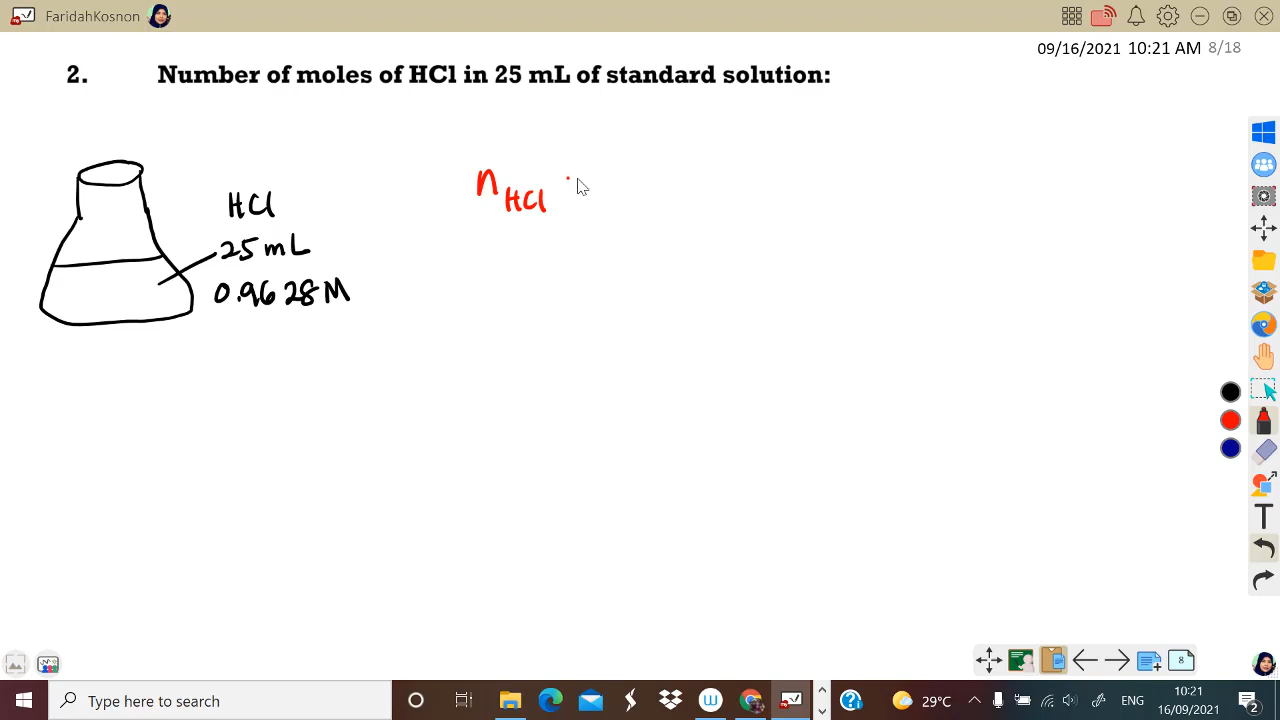 FaridahKosnon
09/16/2021 10:21 AM 8/18
2. Number of moles of HCl in 25 mL of standard solution:
n HCl
HCl
25 mL
0.9628 M
T
8
Type here to search
W
29°C
ENG
10:21
16/09/2021
2